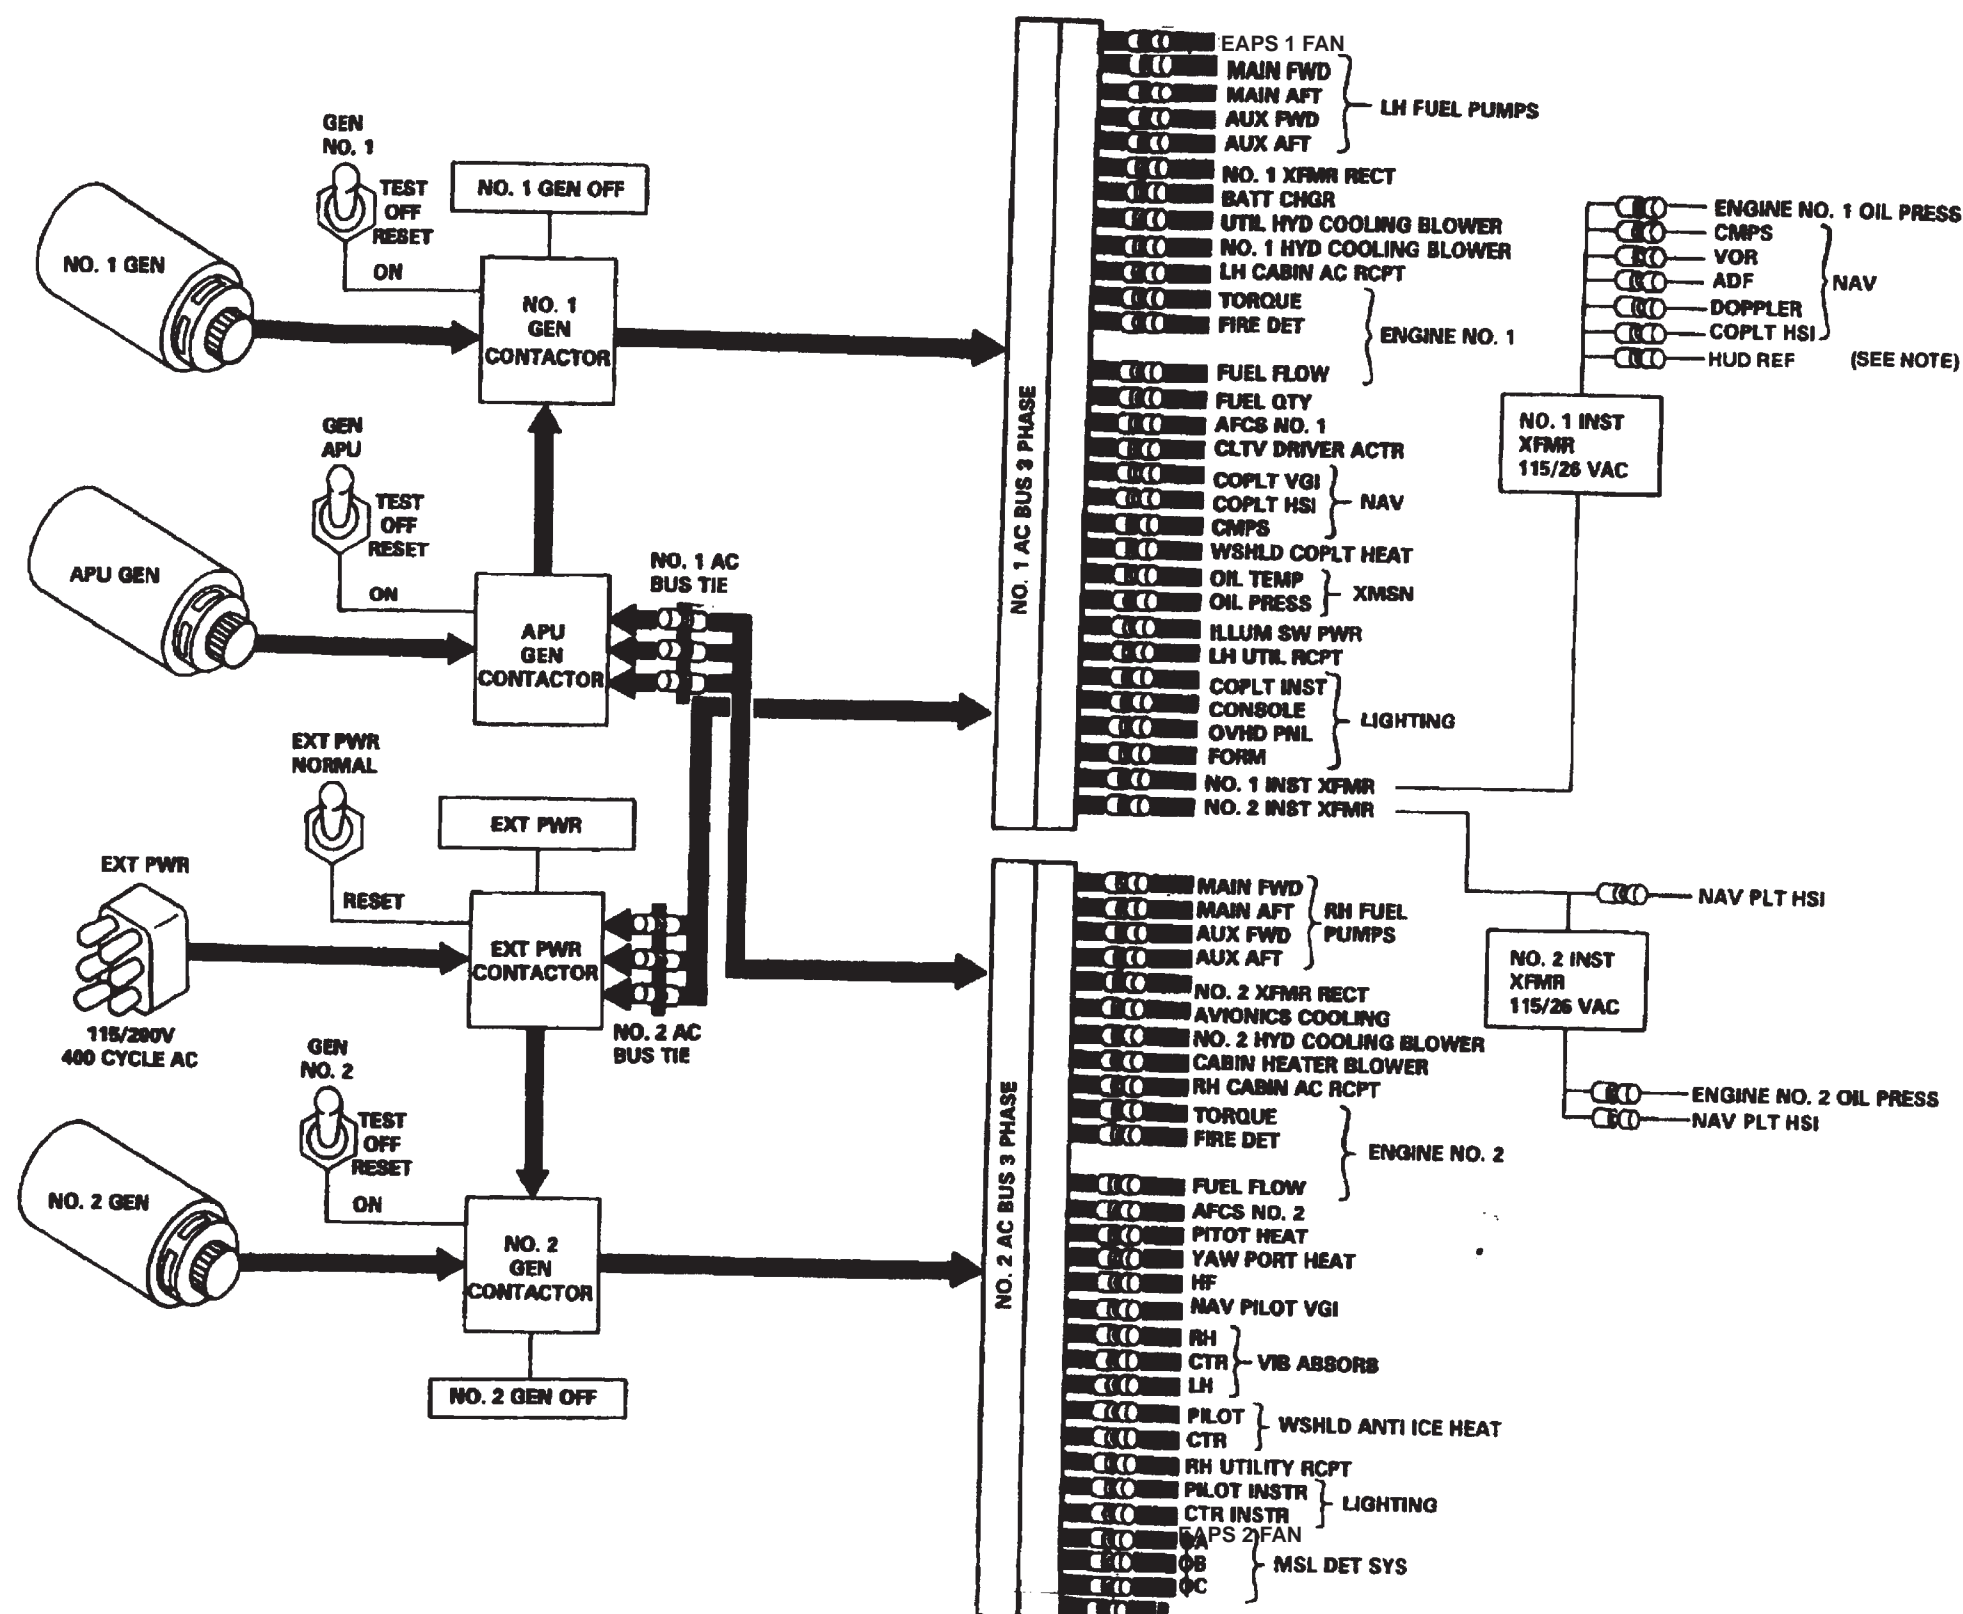 GEN
NO. 1
TEST
OFF
RESET
ON
NO. 1 GEN OFF
NO. 1 GEN
NO. 1
GEN
CONTACTOR
GEN
APU
TEST
OFF
RESET
ON
APU GEN
APU
GEN
CONTACTOR
NO. 1 AC
BUS TIE
EXT PWR
NORMAL
RESET
EXT PWR
EXT PWR
115/200V
400 CYCLE AC
EXT PWR
CONTACTOR
NO. 2 AC
BUS TIE
GEN
NO. 2
TEST
OFF
RESET
ON
NO. 2 GEN
NO. 2
GEN
CONTACTOR
NO. 2 GEN OFF
NO. 1 AC BUS 3 PHASE
EAPS 1 FAN
MAIN FWD
MAIN AFT
AUX FWD
AUX AFT
LH FUEL PUMPS
NO. 1 XFMR RECT
BATT CHGR
UTIL HYD COOLING BLOWER
NO. 1 HYD COOLING BLOWER
LH CABIN AC RCPT
TORQUE
FIRE DET
FUEL FLOW
ENGINE NO. 1
FUEL QTY
AFCS NO. 1
CLTV DRIVER ACTR
COPLT VGI
COPLT HSI
CMPS
NAV
WSHLD COPLT HEAT
OIL TEMP
OIL PRESS
XMSN
ILLUM SW PWR
LH UTIL RCPT
COPLT INST
CONSOLE
OVHD PNL
FORM
LIGHTING
NO. 1 INST XFMR
NO. 2 INST XFMR
ENGINE NO. 1 OIL PRESS
CMPS
VOR
ADF
DOPPLER
COPLT HSI
NAV
HUD REF (SEE NOTE)
NO. 1 INST
XFMR
115/26 VAC
NAV PLT HSI
NO. 2 INST
XFMR
115/26 VAC
ENGINE NO. 2 OIL PRESS
NAV PLT HSI
NO. 2 AC BUS 3 PHASE
MAIN FWD
MAIN AFT
AUX FWD
AUX AFT
RH FUEL
PUMPS
NO. 2 XFMR RECT
AVIONICS COOLING
NO. 2 HYD COOLING BLOWER
CABIN HEATER BLOWER
RH CABIN AC RCPT
TORQUE
FIRE DET
FUEL FLOW
ENGINE NO. 2
AFCS NO. 2
PITOT HEAT
YAW PORT HEAT
HF
NAV PILOT VGI
RH
CTR
LH
VIB ABSORB
PILOT
CTR
WSHLD ANTI ICE HEAT
RH UTILITY RCPT
PILOT INSTR
CTR INSTR
LIGHTING
EAPS 2 FAN
ΦA
ΦB
ΦC
MSL DET SYS